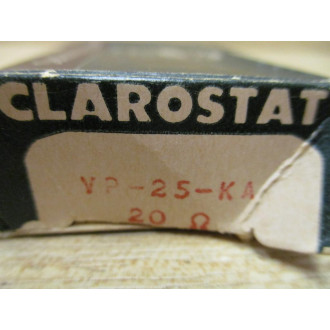 CLAROSTAT
VP-25-KA
20 Ω